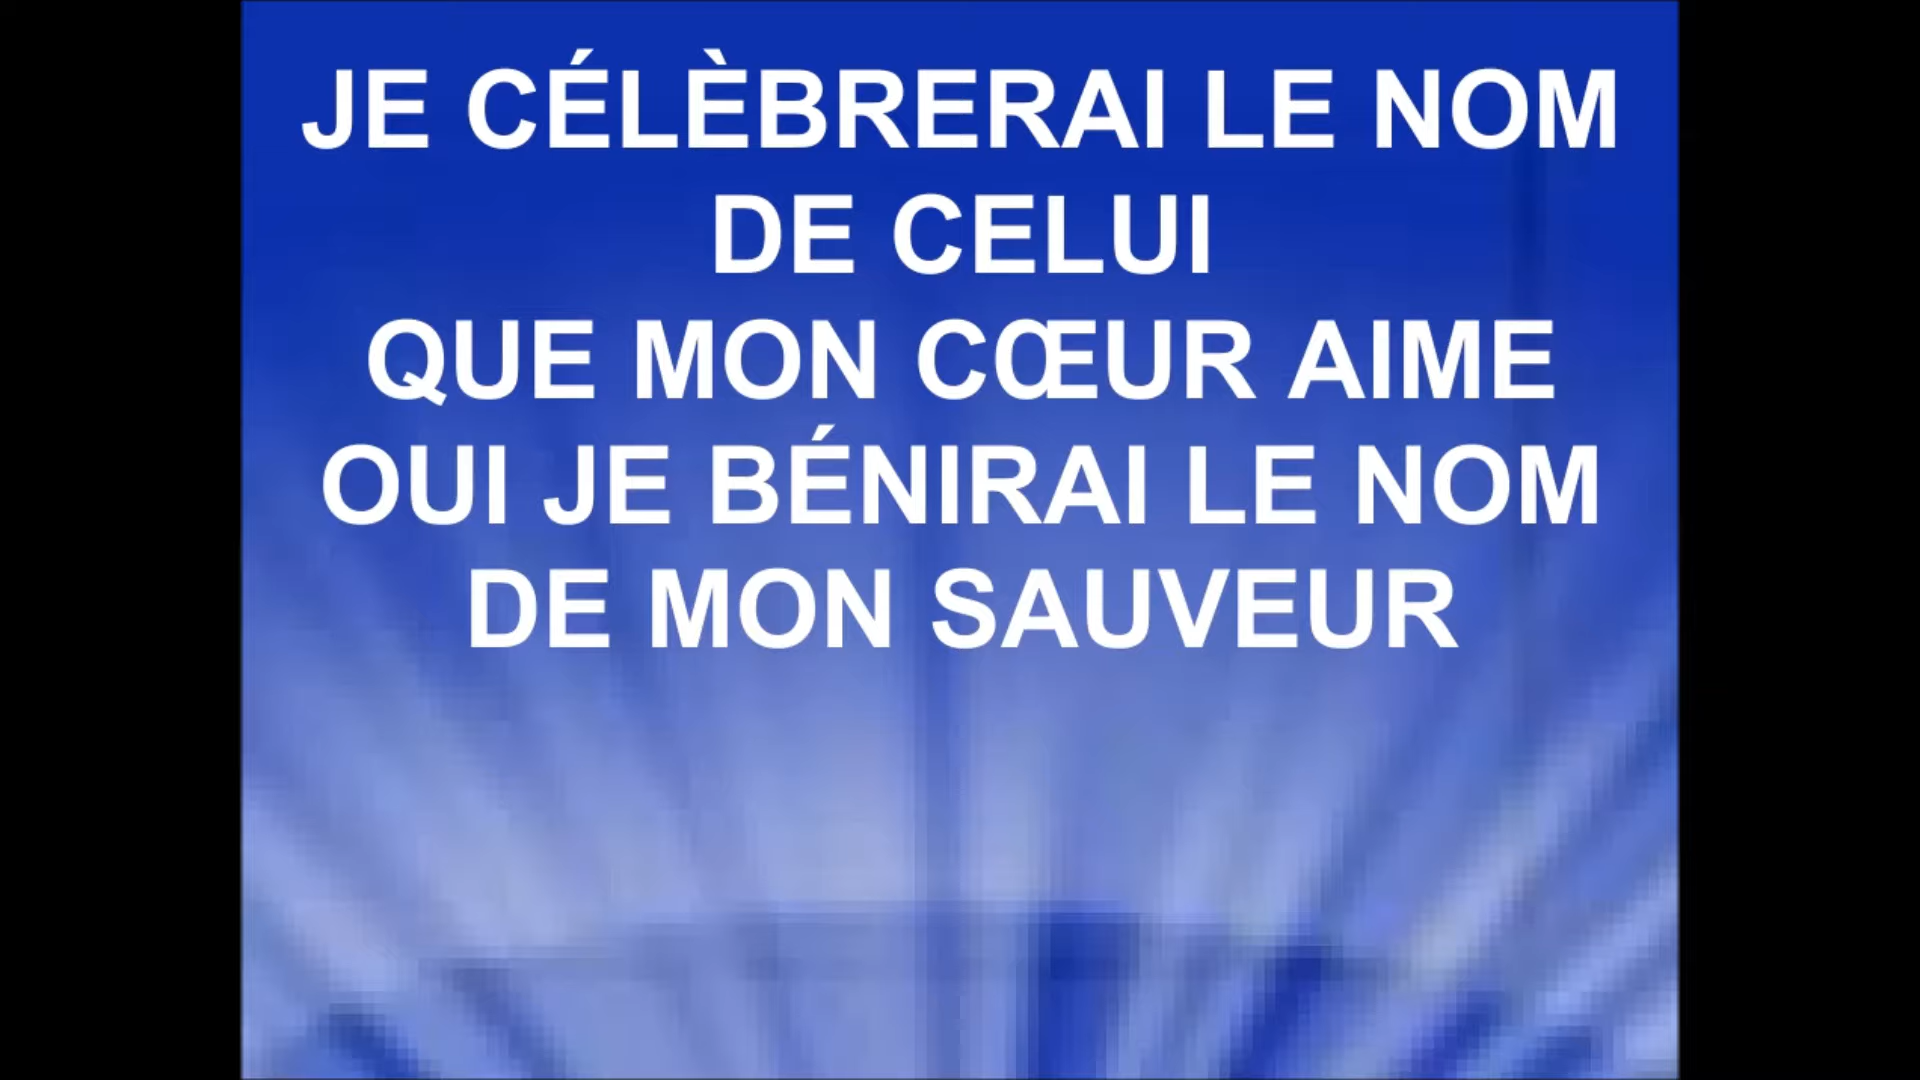 JE CÉLÈBRERAI LE NOM
DE CELUI
QUE MON CŒUR AIME
OUI JE BÉNIRAI LE NOM
DE MON SAUVEUR